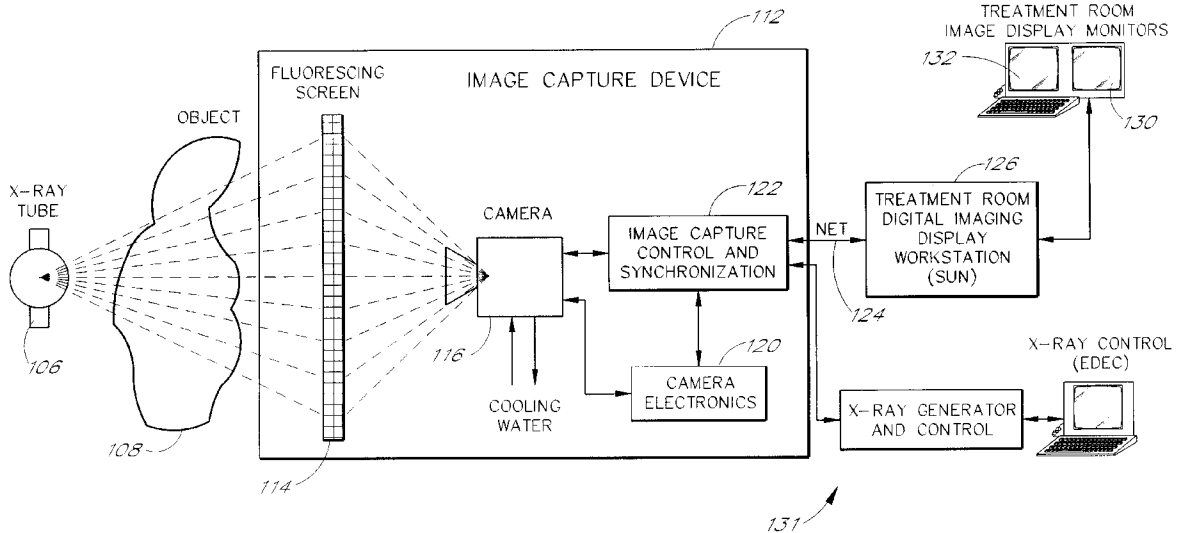 112
TREATMENT ROOM
IMAGE DISPLAY MONITORS
132
130
FLUORESCING
SCREEN
IMAGE CAPTURE DEVICE
OBJECT
X-RAY
TUBE
106
108
114
CAMERA
116
COOLING
WATER
122
IMAGE CAPTURE
CONTROL AND
SYNCHRONIZATION
120
CAMERA
ELECTRONICS
NET
124
126
TREATMENT ROOM
DIGITAL IMAGING
DISPLAY
WORKSTATION
(SUN)
X-RAY CONTROL
(EDEC)
X-RAY GENERATOR
AND CONTROL
131